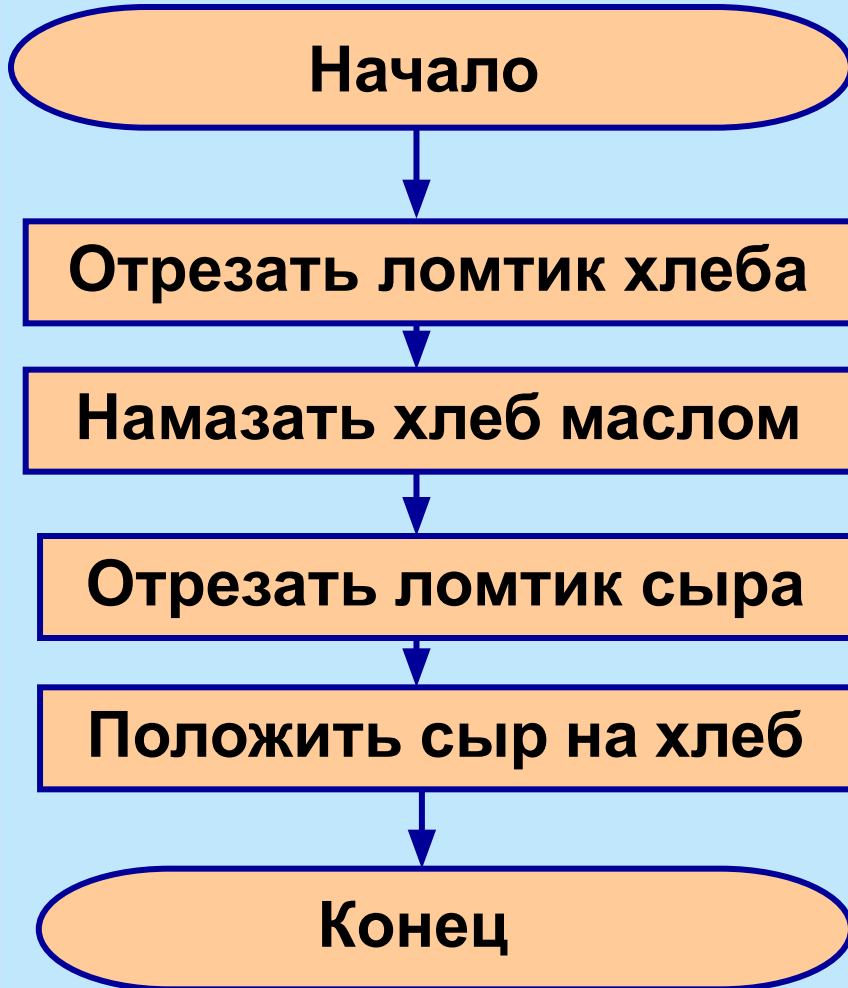 Начало
Отрезать ломтик хлеба
Намазать хлеб маслом
Отрезать ломтик сыра
Положить сыр на хлеб
Конец